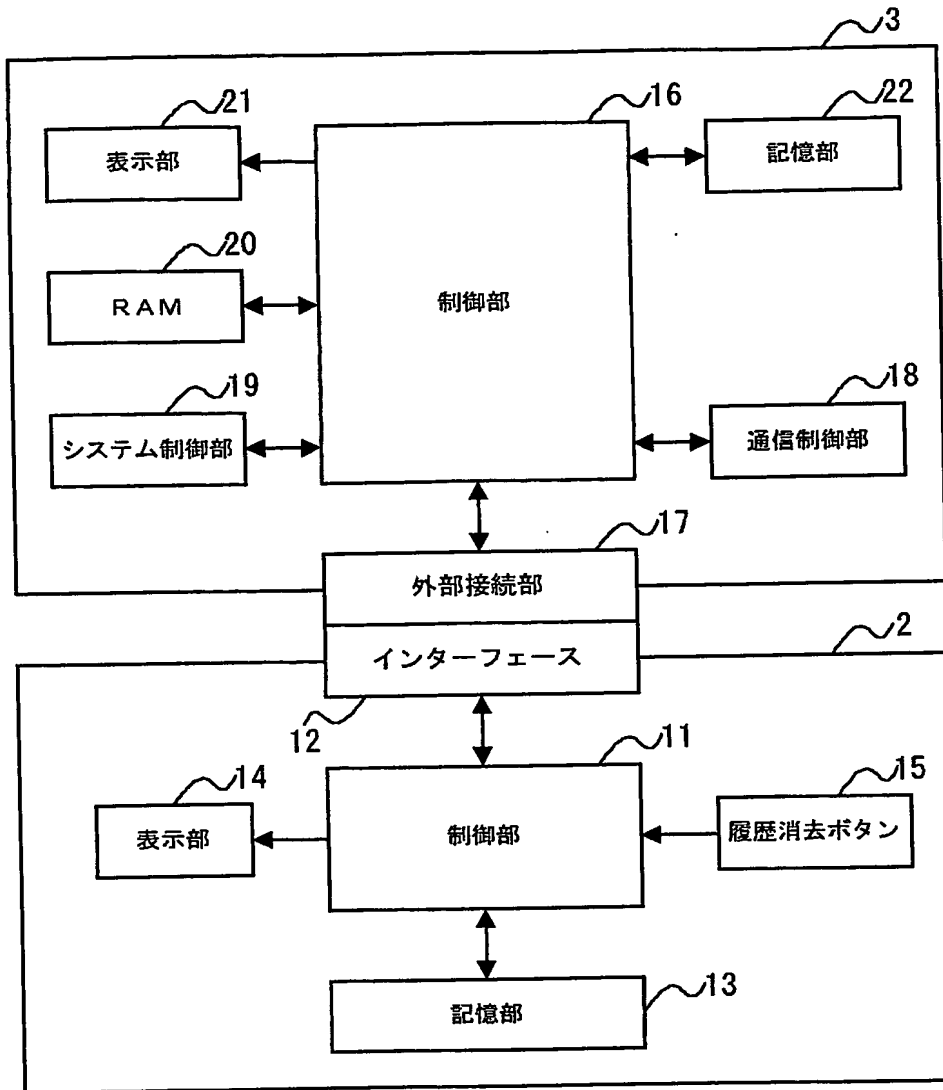 3
21
16
22
表示部
記憶部
20
RAM
制御部
19
18
システム制御部
通信制御部
17
外部接続部
2
インターフェース
12
11
14
15
表示部
制御部
履歴消去ボタン
13
記憶部